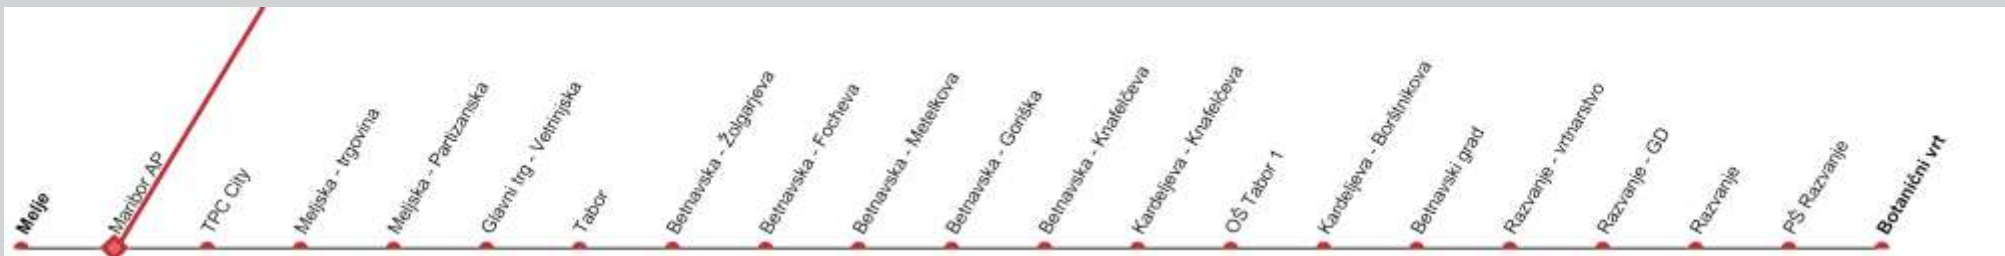 Melje
Maribor AP
TPC City
Meljska - trgovina
Meljska - Partizanska
Glavni trg - Vetrinjska
Tabor
Betnavska - Žolgarjeva
Betnavska - Focheva
Betnavska - Metelkova
Betnavska - Goriška
Betnavska - Knafelčeva
Kardeljeva - Knafelčeva
OŠ Tabor 1
Kardeljeva - Borštnikova
Betnavski grad
Razvanje - vrtnarstvo
Razvanje - GD
Razvanje
PŠ Razvanje
Botanični vrt